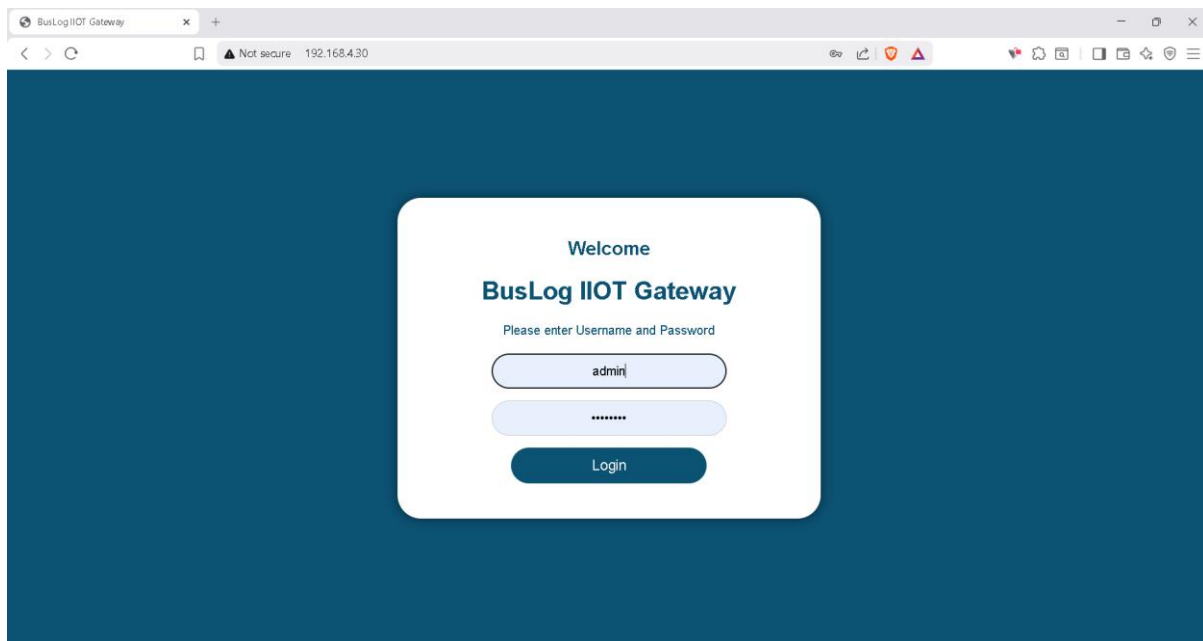 BusLog IIOT Gateway
Not secure 192.168.4.30
Welcome
BusLog IIOT Gateway
Please enter Username and Password
admin
••••••••
Login